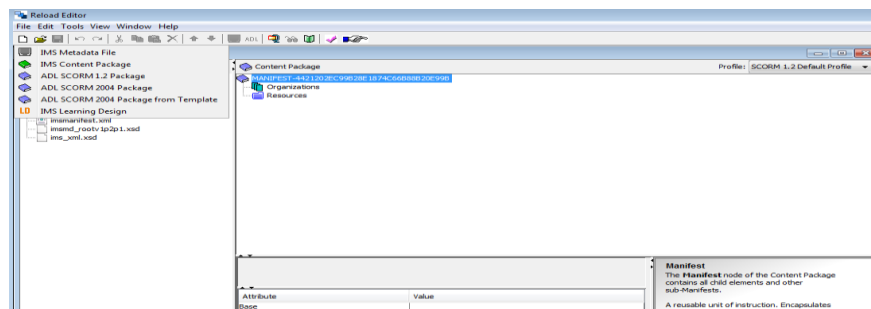 Reload Editor
File Edit Tools View Window Help
ADL
IMS Metadata File
IMS Content Package
ADL SCORM 1.2 Package
ADL SCORM 2004 Package
ADL SCORM 2004 Package from Template
LD IMS Learning Design
imsmanifest.xml
imsmd_rootv1p2p1.xsd
ims_xml.xsd
Content Package
Profile: SCORM 1.2 Default Profile
Organizations
Resources
Attribute Value
Base
Manifest
The Manifest node of the Content Package
contains all child elements and other
sub-Manifests.
A reusable unit of instruction. Encapsulates